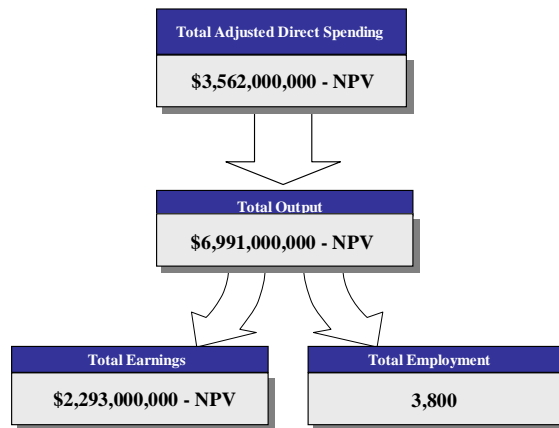 Total Adjusted Direct Spending
$3,562,000,000 - NPV
Total Output
$6,991,000,000 - NPV
Total Earnings
$2,293,000,000 - NPV
Total Employment
3,800